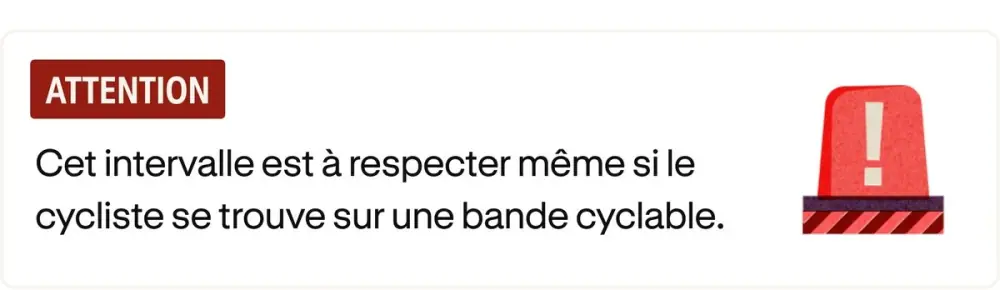 ATTENTION
Cet intervalle est à respecter même si le
cycliste se trouve sur une bande cyclable.